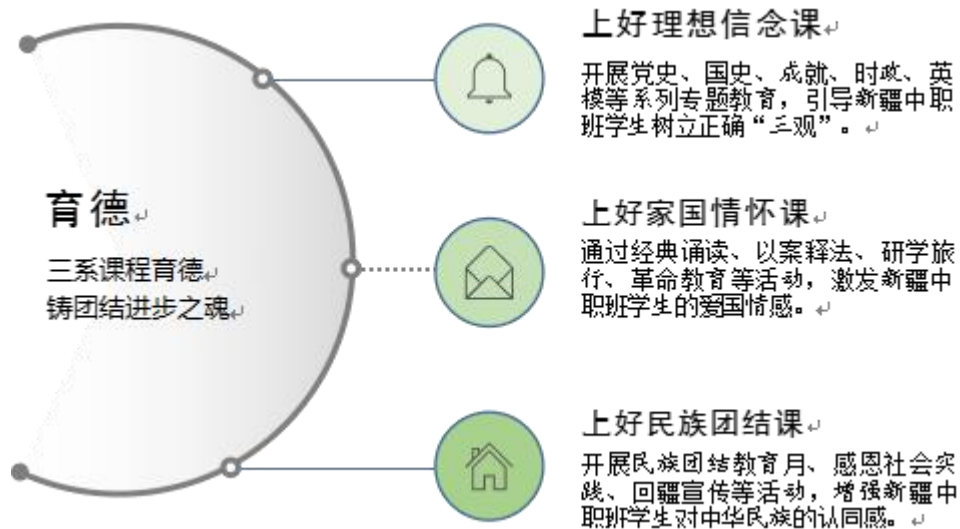 育德
三系课程育德
铸团结进步之魂
上好理想信念课
开展党史、国史、成就、时政、英
模等系列专题教育，引导新疆中职
班学生树立正确“三观”。
上好家国情怀课
通过经典诵读、以案释法、研学旅
行、革命教育等活动，激发新疆中
职班学生的爱国情感。
上好民族团结课
开展民族团结教育月、感恩社会实
践、回疆宣传等活动，增强新疆中
职班学生对中华民族的认同感。